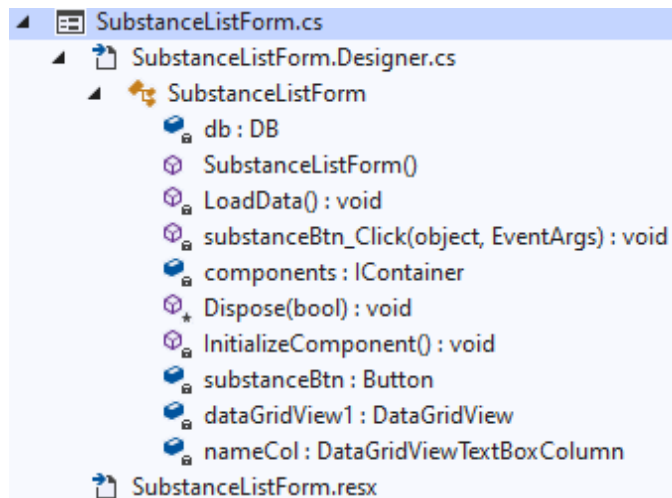 SubstanceListForm.cs
SubstanceListForm.Designer.cs
SubstanceListForm
db : DB
SubstanceListForm()
LoadData() : void
substanceBtn_Click(object, EventArgs) : void
components : IContainer
Dispose(bool) : void
InitializeComponent() : void
substanceBtn : Button
dataGridView1 : DataGridView
nameCol : DataGridViewTextBoxColumn
SubstanceListForm.resx